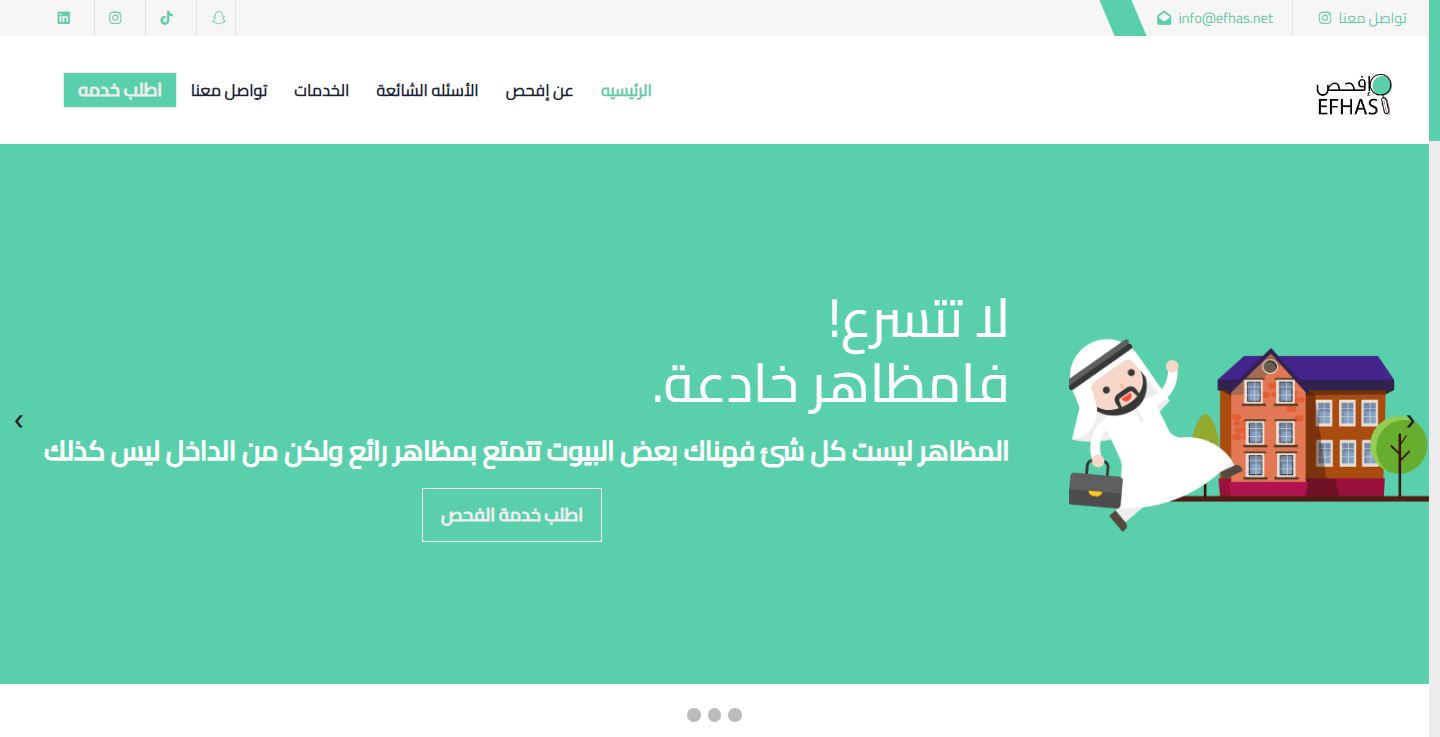 تواصل معنا
info@efhas.net
إفحص
EFHAS
الرئيسيه
عن إفحص
الأسئله الشائعة
الخدمات
تواصل معنا
اطلب خدمه
لا تتسرع!
فامظاهر خادعة.
المظاهر ليست كل شئ فهناك بعض البيوت تتمتع بمظاهر رائع ولكن من الداخل ليس كذلك
اطلب خدمة الفحص